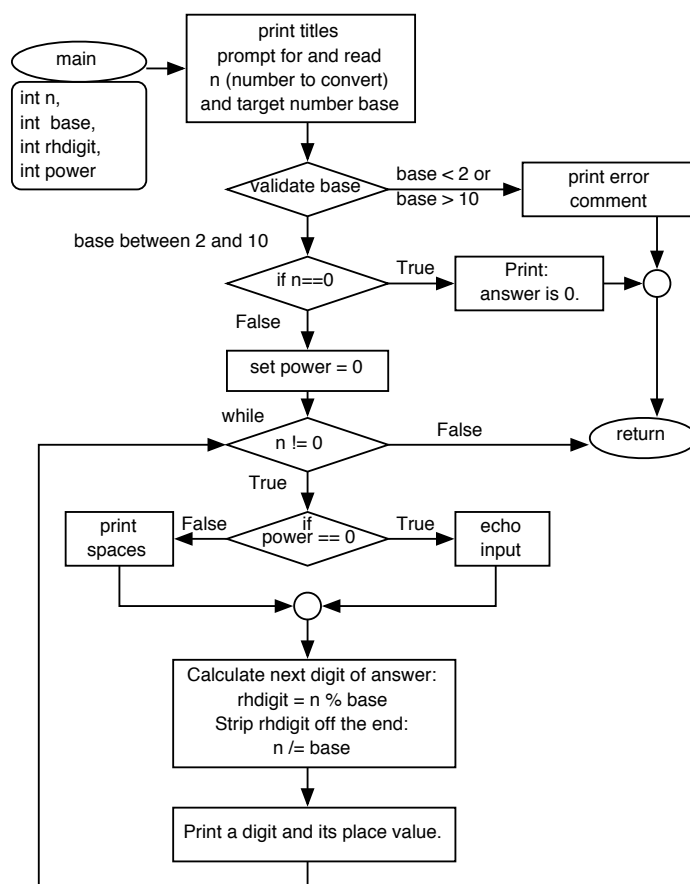 main
int n,
int base,
int rhdigit,
int power
print titles
prompt for and read
n (number to convert)
and target number base
validate base
base < 2 or
base > 10
print error
comment
base between 2 and 10
if n==0
True
Print:
answer is 0.
False
set power = 0
while
n != 0
False
return
True
if
power == 0
False
print
spaces
True
echo
input
Calculate next digit of answer:
rhdigit = n % base
Strip rhdigit off the end:
n /= base
Print a digit and its place value.